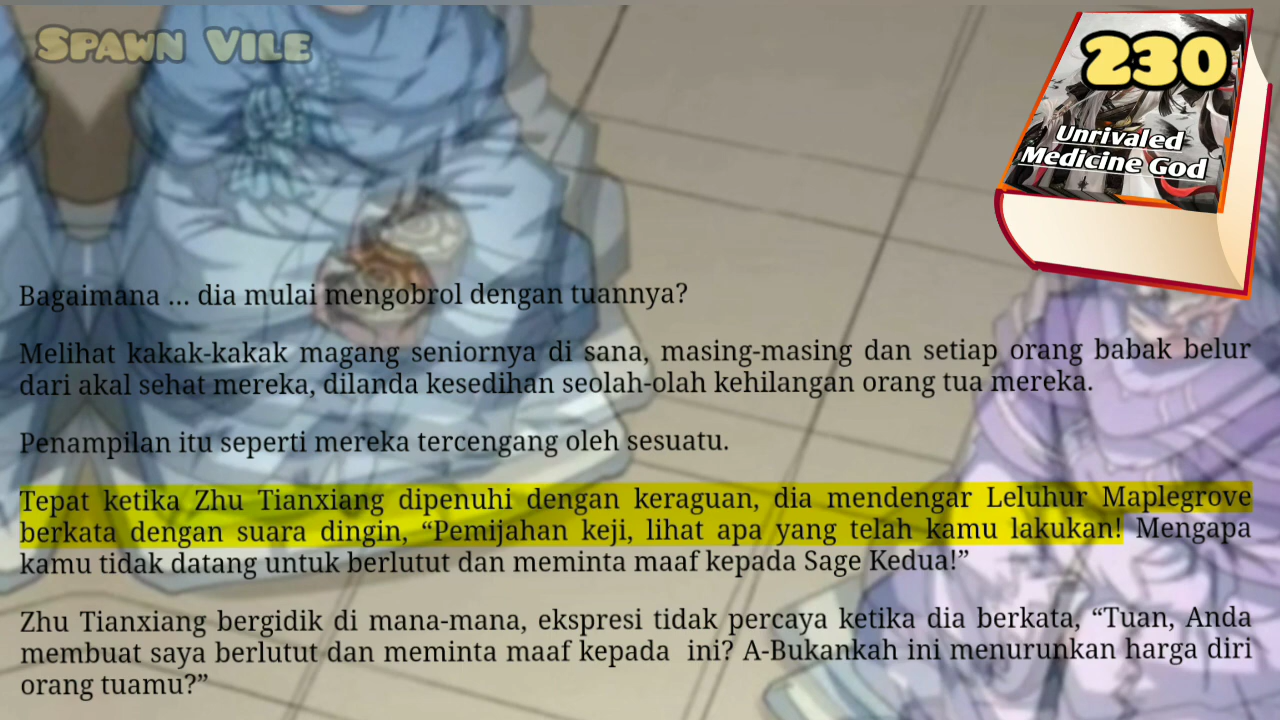 Spawn Vile
230
Unrivaled
Medicine God
Bagaimana ... dia mulai mengobrol dengan tuannya?
Melihat kakak-kakak magang seniornya di sana, masing-masing dan setiap orang babak belur
dari akal sehat mereka, dilanda kesedihan seolah-olah kehilangan orang tua mereka.
Penampilan itu seperti mereka tercengang oleh sesuatu.
Tepat ketika Zhu Tianxiang dipenuhi dengan keraguan, dia mendengar Leluhur Maplegrove
berkata dengan suara dingin, “Pemijahan keji, lihat apa yang telah kamu lakukan! Mengapa
kamu tidak datang untuk berlutut dan meminta maaf kepada Sage Kedua!”
Zhu Tianxiang bergidik di mana-mana, ekspresi tidak percaya ketika dia berkata, “Tuan, Anda
membuat saya berlutut dan meminta maaf kepada ini? A-Bukankah ini menurunkan harga diri
orang tuamu?”